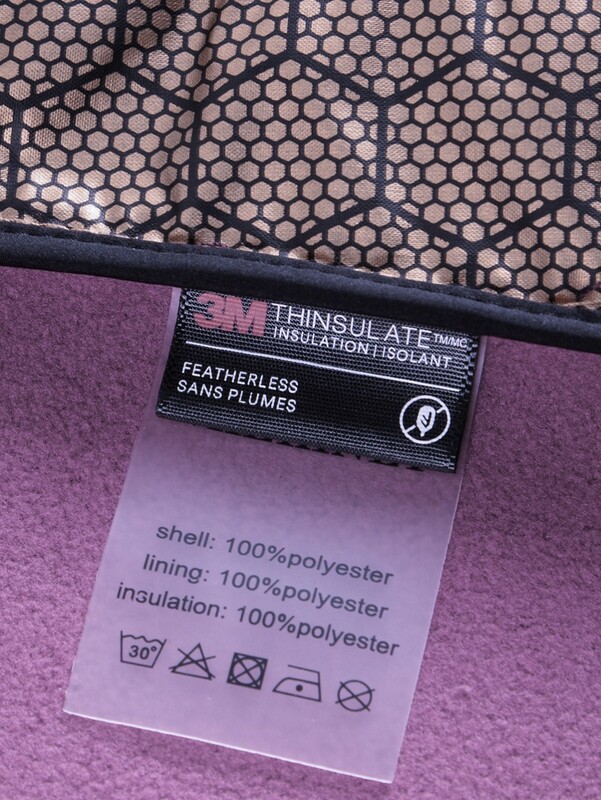 3M THINSULATE™/MC
INSULATION | ISOLANT
FEATHERLESS
SANS PLUMES
shell: 100%polyester
lining: 100%polyester
insulation: 100%polyester
30°